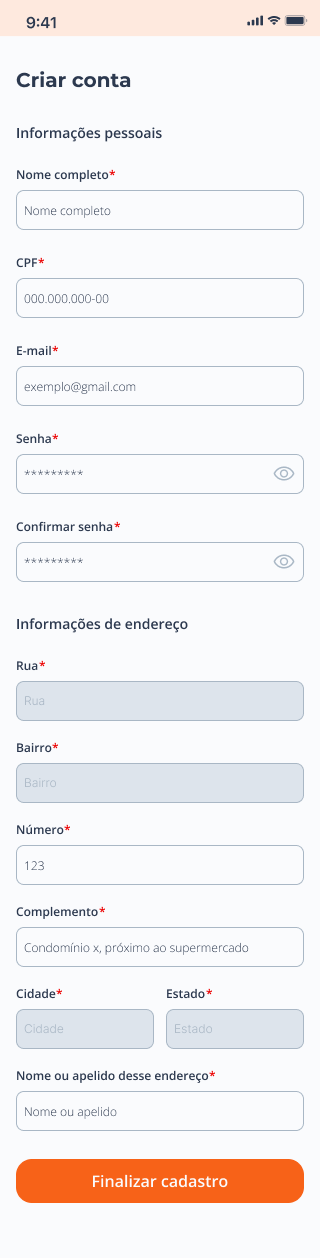 9:41
Criar conta
Informações pessoais
Nome completo*
Nome completo
CPF*
000.000.000-00
E-mail*
exemplo@gmail.com
Senha*
*********
Confirmar senha*
*********
Informações de endereço
Rua*
Rua
Bairro*
Bairro
Número*
123
Complemento*
Condomínio x, próximo ao supermercado
Cidade* Estado*
Cidade Estado
Nome ou apelido desse endereço*
Nome ou apelido
Finalizar cadastro